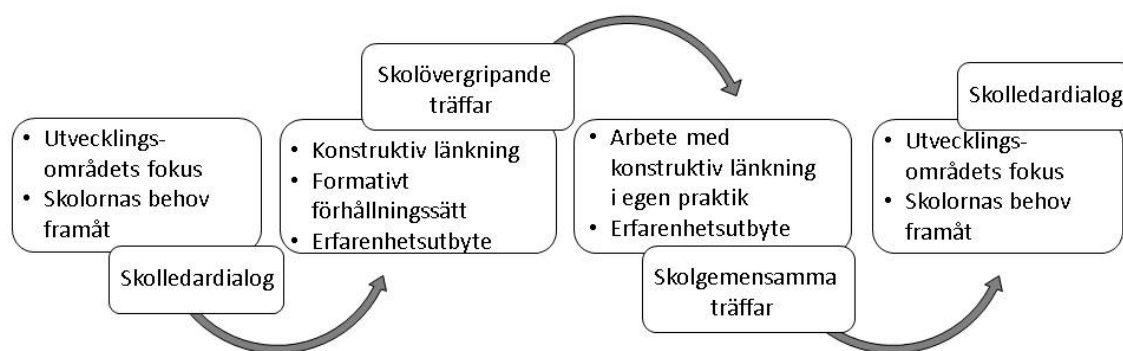 • Utvecklings-
områdets fokus
• Skolornas behov
framåt
Skolledardialog
Skolövergripande
träffar
• Konstruktiv länkning
• Formativt
förhållningssätt
• Erfarenhetsutbyte
• Arbete med
konstruktiv länkning
i egen praktik
• Erfarenhetsutbyte
Skolgemensamma
träffar
Skolledardialog
• Utvecklings-
områdets fokus
• Skolornas behov
framåt